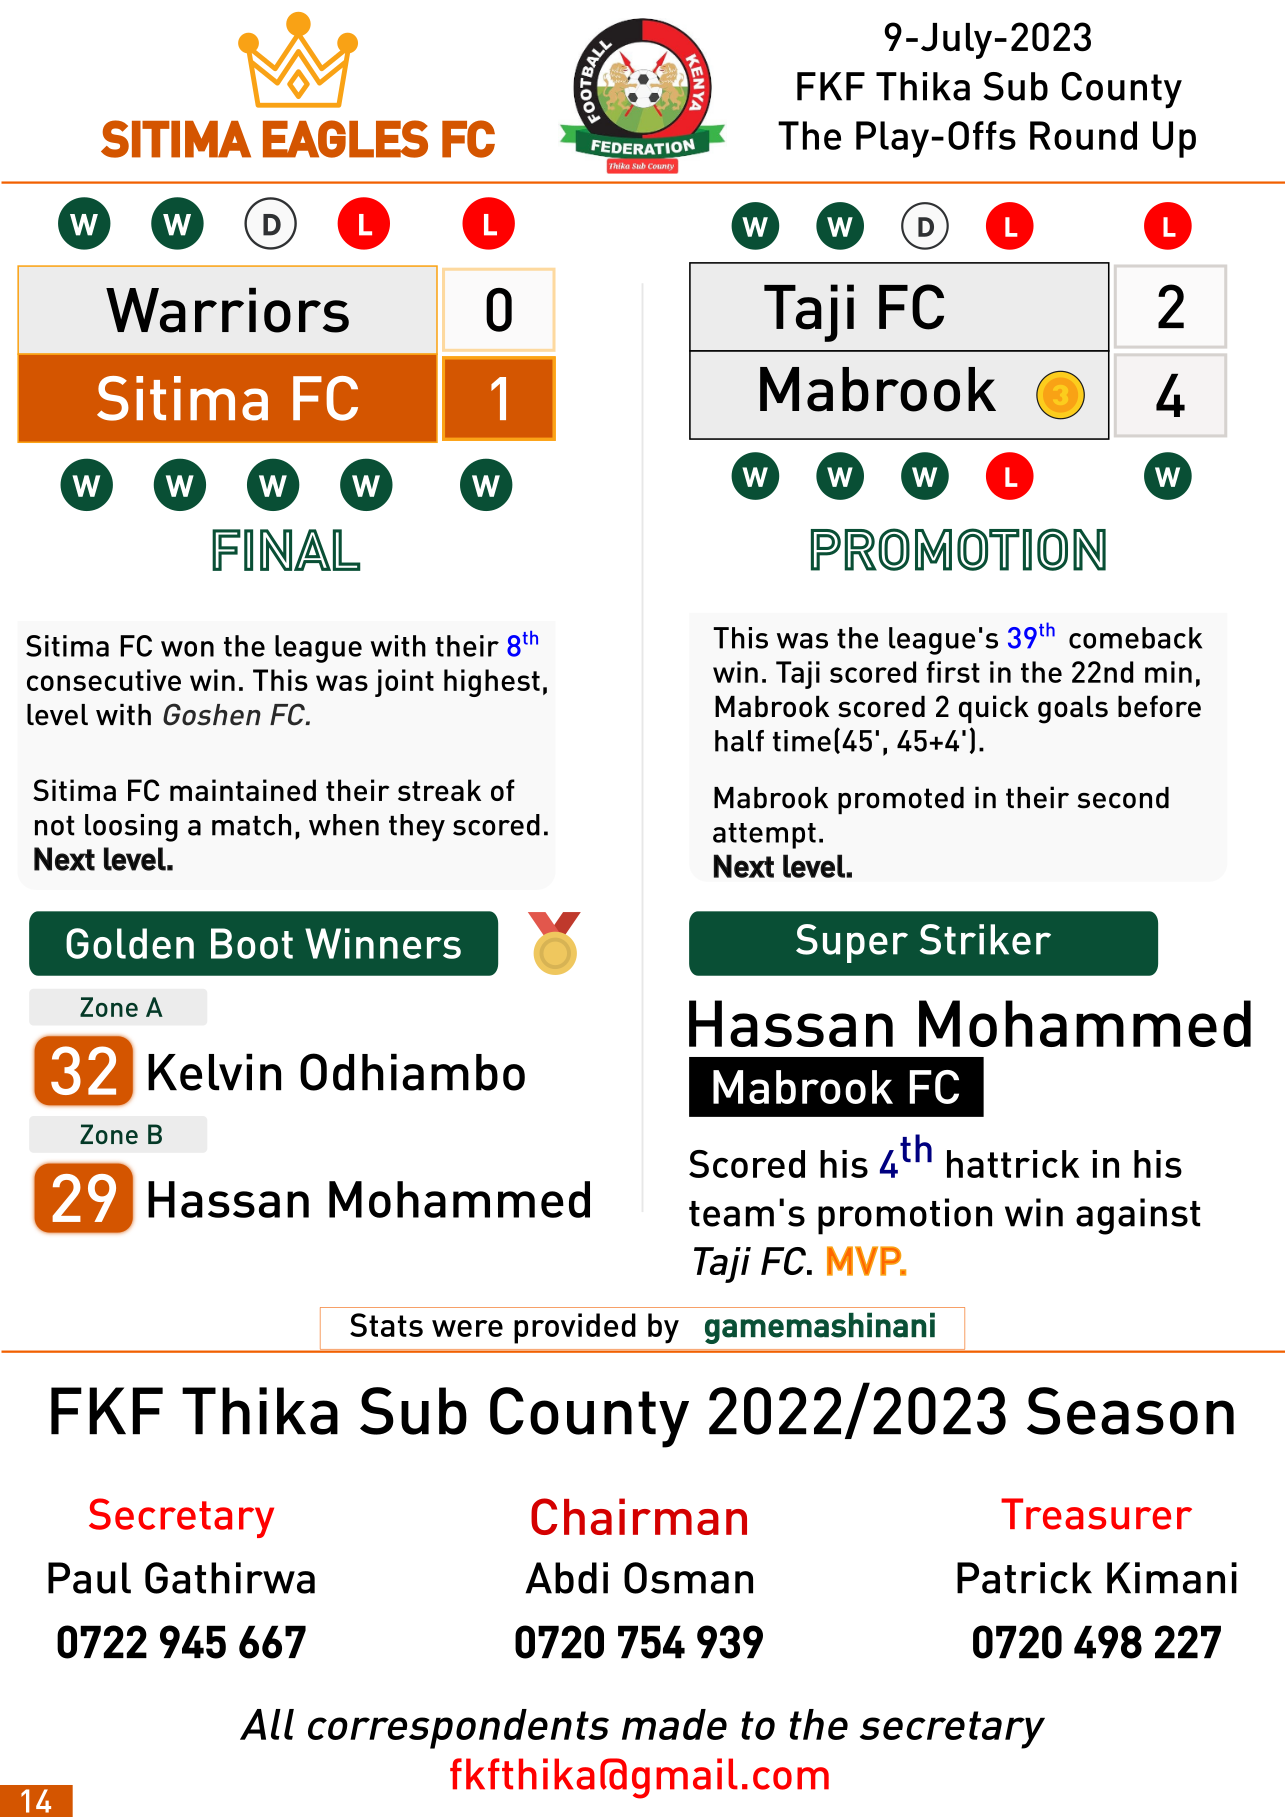 SITIMA EAGLES FC
FOOTBALL
KENYA
FEDERATION
Thika Sub County
9-July-2023
FKF Thika Sub County
The Play-Offs Round Up
W W D L L
Warriors 0
Sitima FC 1
W W W W W
FINAL
Sitima FC won the league with their 8th
consecutive win. This was joint highest,
level with Goshen FC.
Sitima FC maintained their streak of
not loosing a match, when they scored.
Next level.
W W D L L
Taji FC 2
Mabrook 3 4
W W W L W
PROMOTION
This was the league's 39th comeback
win. Taji scored first in the 22nd min,
Mabrook scored 2 quick goals before
half time(45', 45+4').
Mabrook promoted in their second
attempt.
Next level.
Golden Boot Winners
Zone A
32 Kelvin Odhiambo
Zone B
29 Hassan Mohammed
Super Striker
Hassan Mohammed
Mabrook FC
Scored his 4th hattrick in his
team's promotion win against
Taji FC. MVP.
Stats were provided by gamemashinani
FKF Thika Sub County 2022/2023 Season
Secretary
Paul Gathirwa
0722 945 667
Chairman
Abdi Osman
0720 754 939
Treasurer
Patrick Kimani
0720 498 227
All correspondents made to the secretary
fkfthika@gmail.com
14